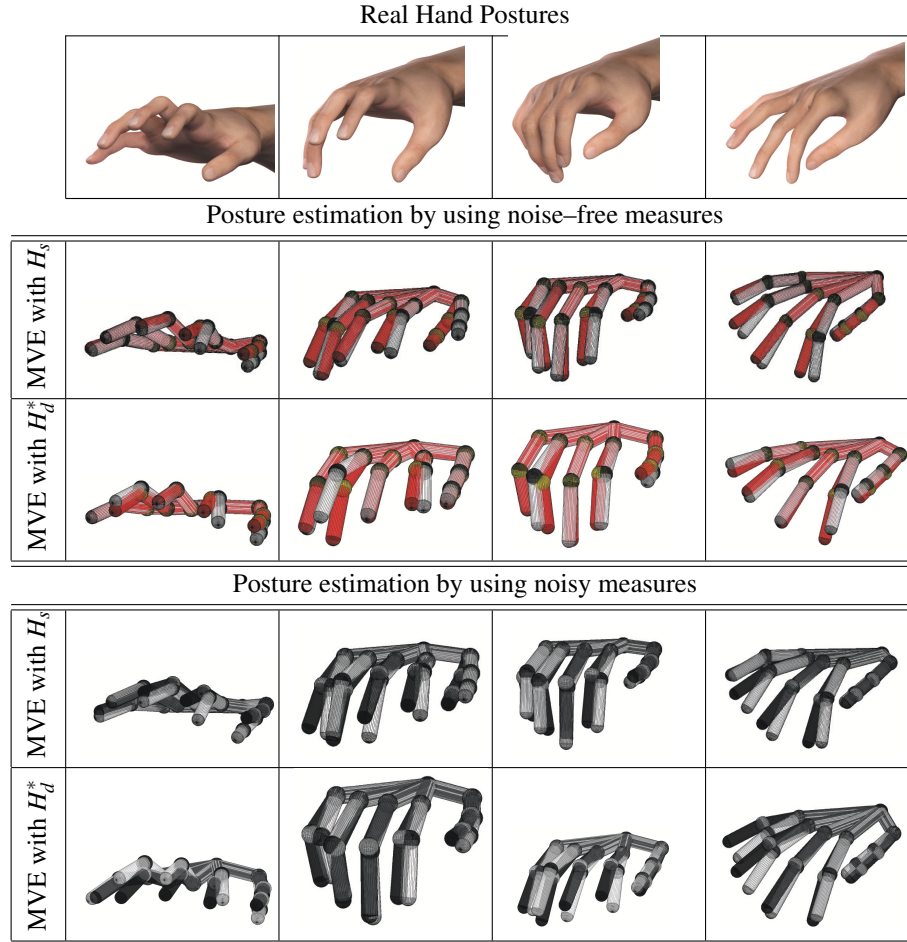 Real Hand Postures
Posture estimation by using noise–free measures
MVE with H_s
MVE with H_d^*
Posture estimation by using noisy measures
MVE with H_s
MVE with H_d^*